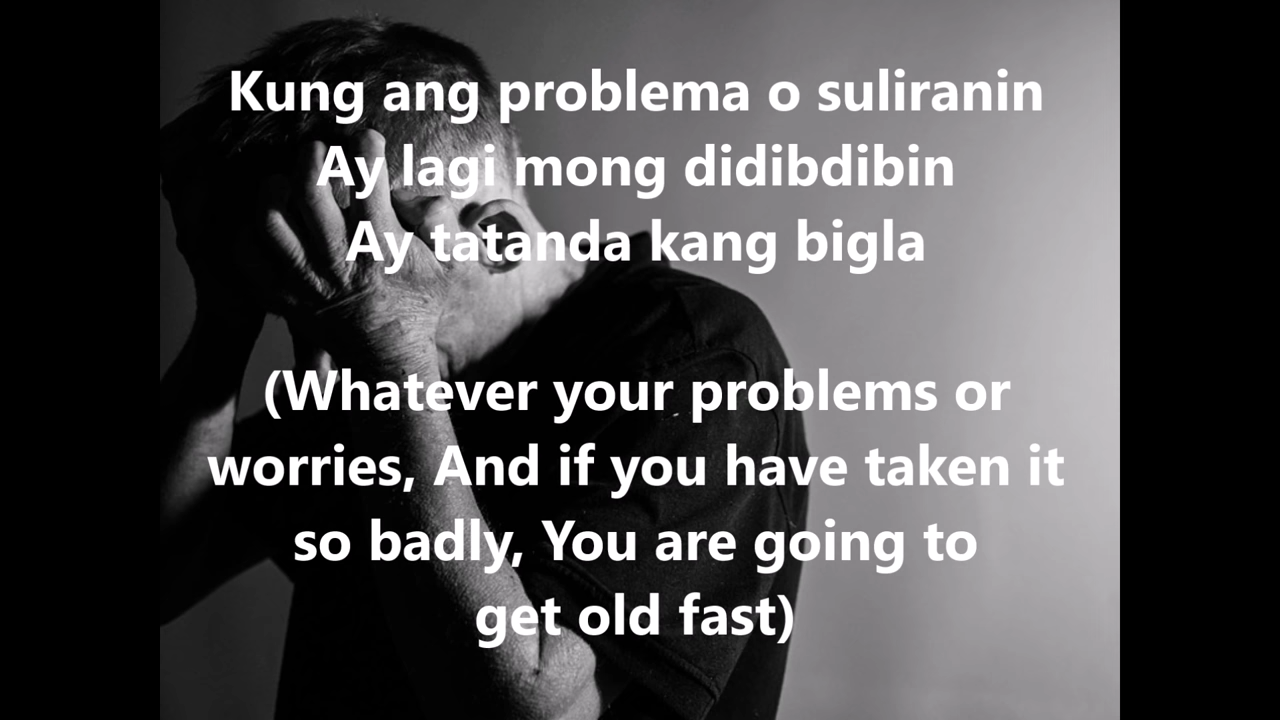 Kung ang problema o suliranin
Ay lagi mong didibdibin
Ay tatanda kang bigla
(Whatever your problems or
worries, And if you have taken it
so badly, You are going to
get old fast)